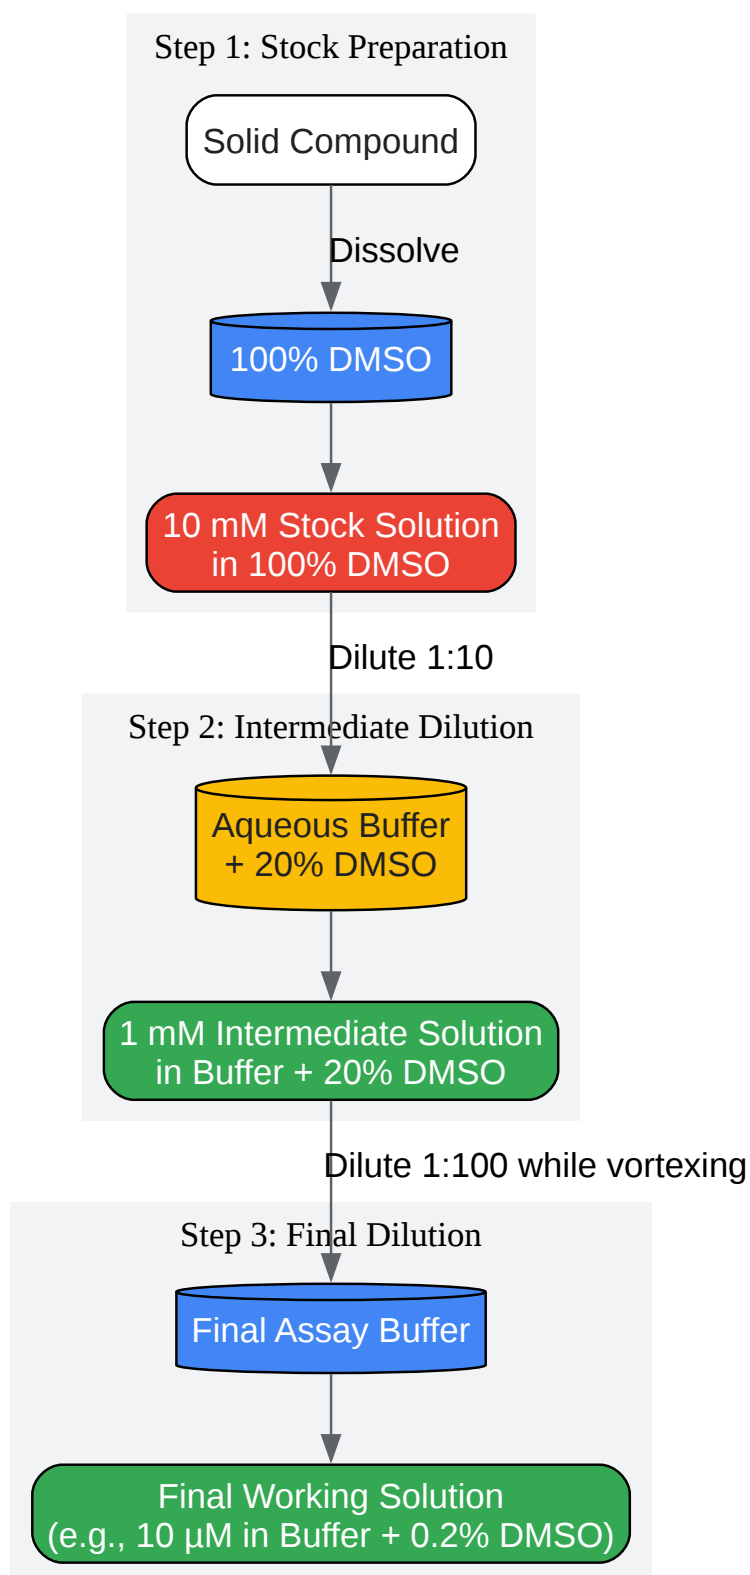 Step 1: Stock Preparation
Solid Compound
Dissolve
100% DMSO
10 mM Stock Solution
in 100% DMSO
Dilute 1:10
Step 2: Intermediate Dilution
Aqueous Buffer
+ 20% DMSO
1 mM Intermediate Solution
in Buffer + 20% DMSO
Dilute 1:100 while vortexing
Step 3: Final Dilution
Final Assay Buffer
Final Working Solution
(e.g., 10 µM in Buffer + 0.2% DMSO)